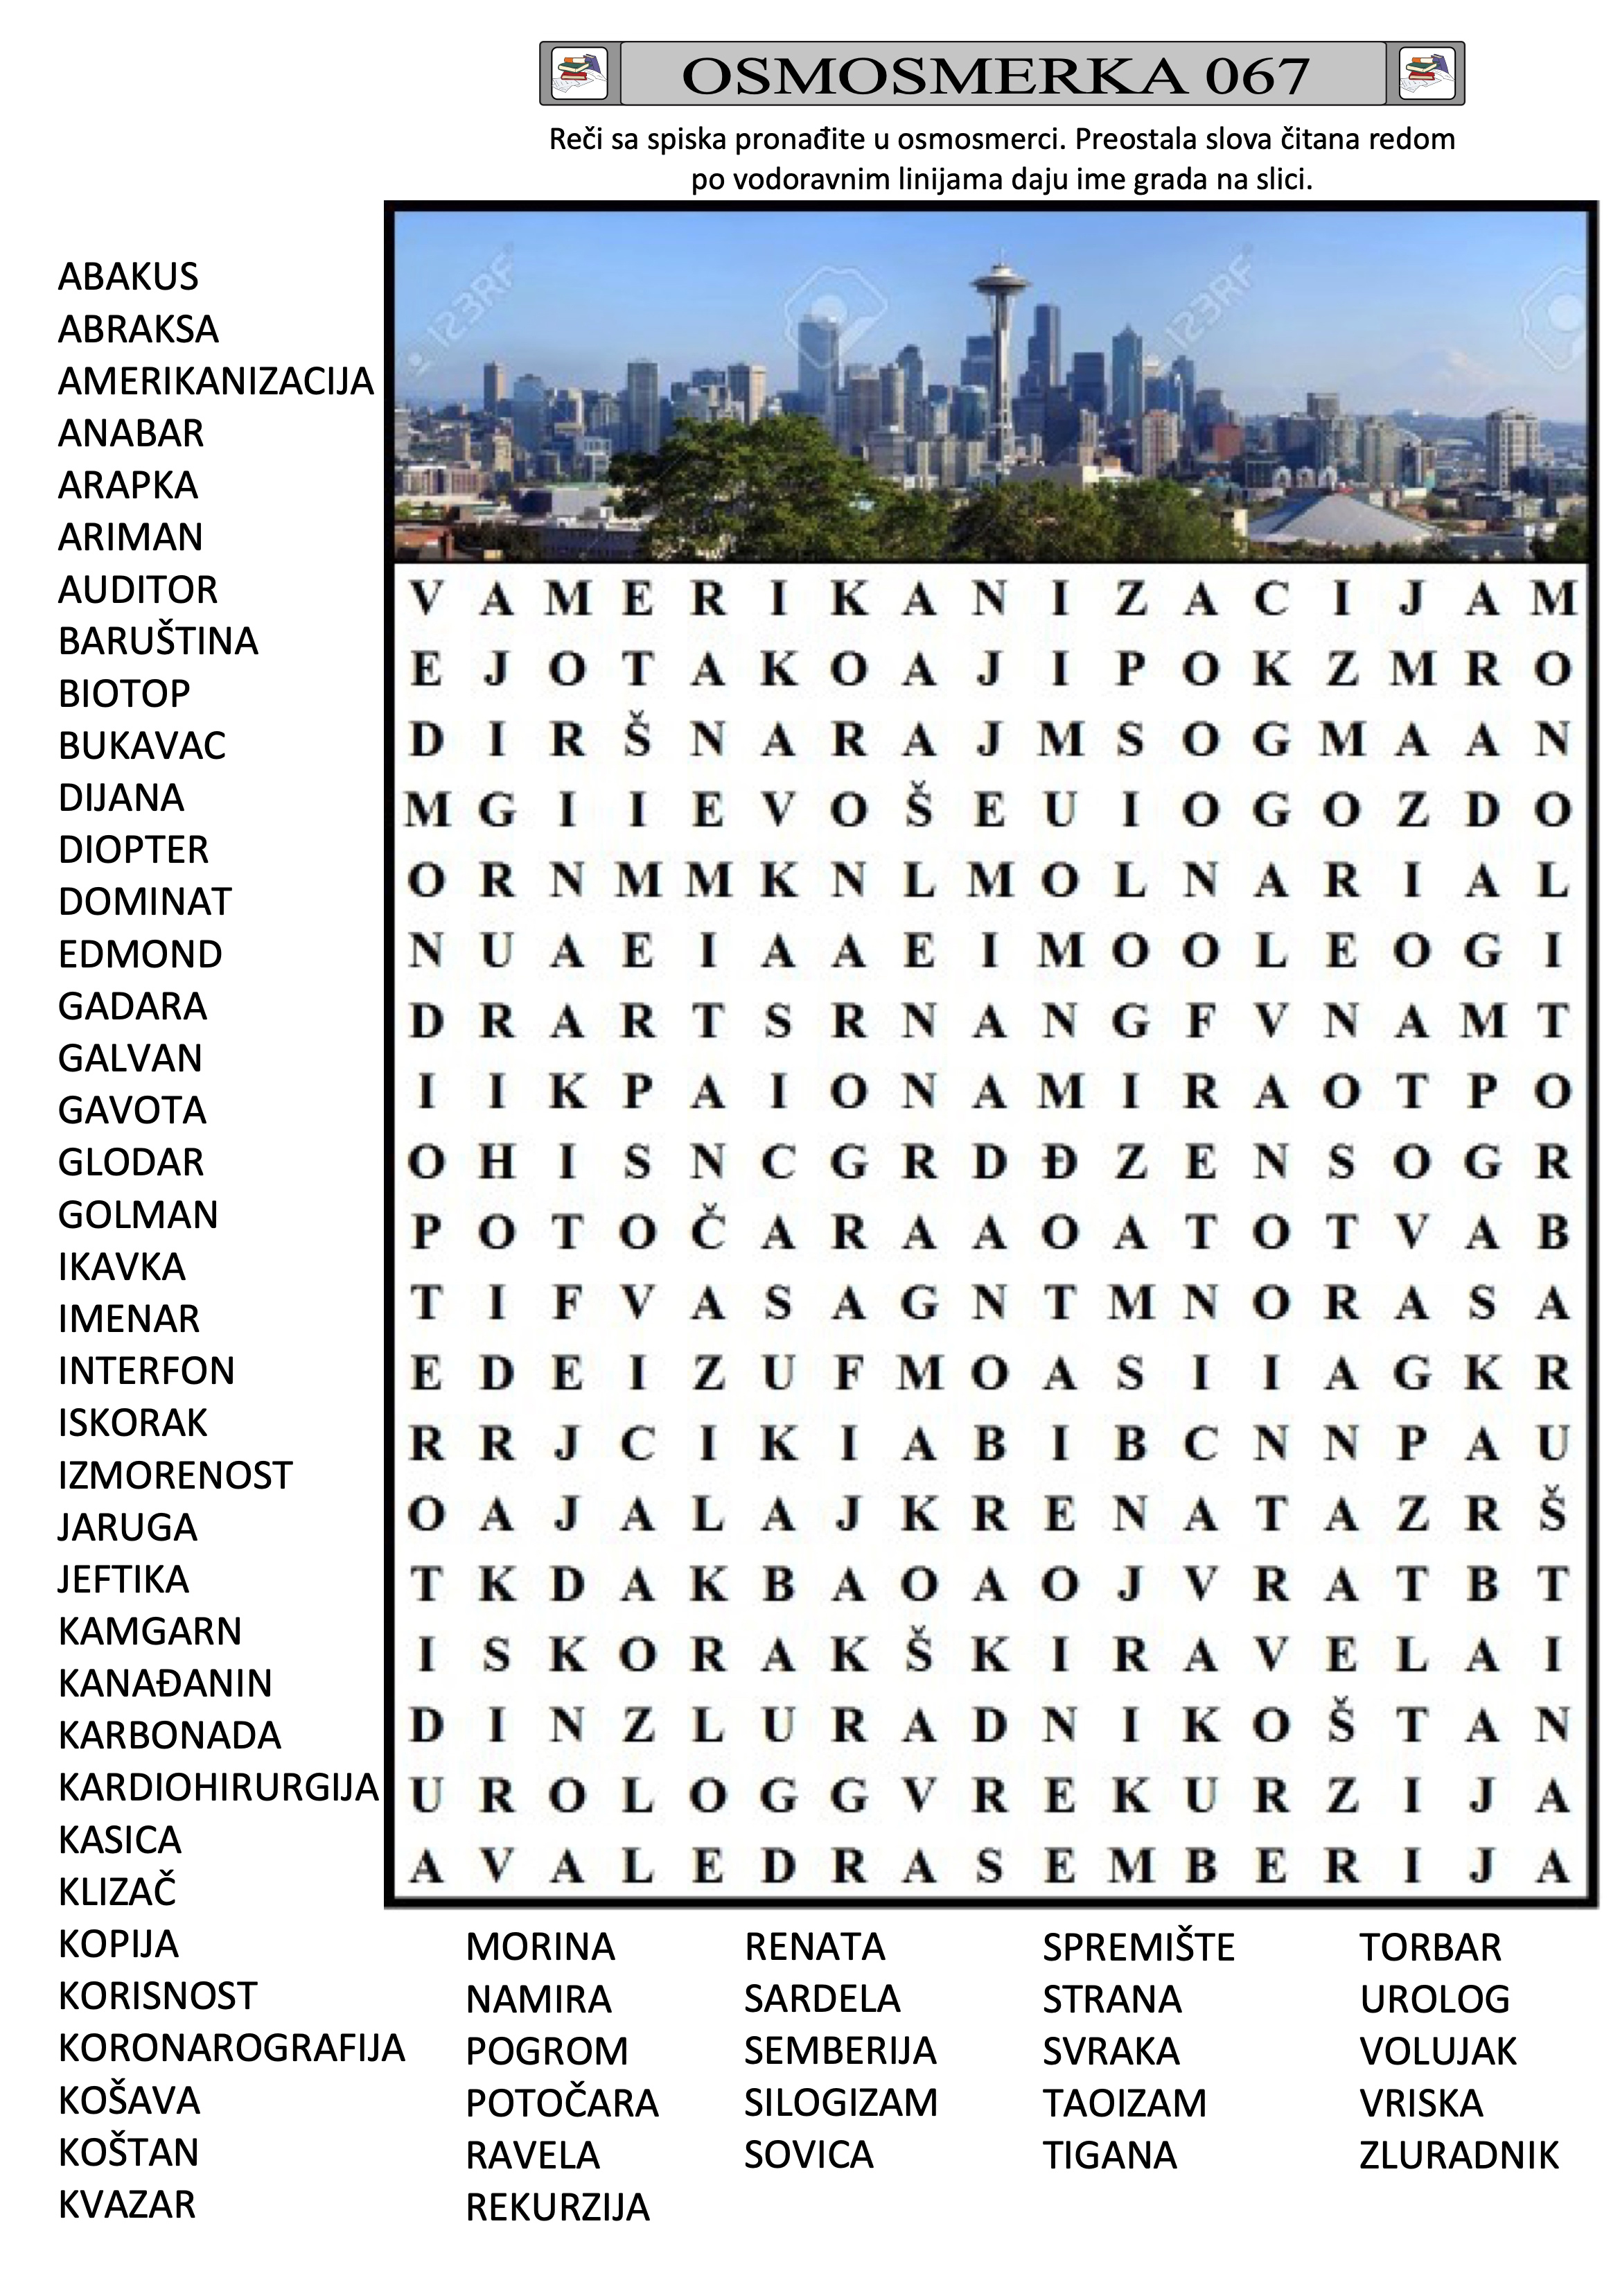 OSMOSMERKA 067
Reči sa spiska pronađite u osmosmerci. Preostala slova čitana redom
po vodoravnim linijama daju ime grada na slici.
123RF
123RF
ABAKUS
ABRAKSA
AMERIKANIZACIJA
ANABAR
ARAPKA
ARIMAN
AUDITOR
BARUŠTINA
BIOTOP
BUKAVAC
DIJANA
DIOPTER
DOMINAT
EDMOND
GADARA
GALVAN
GAVOTA
GLODAR
GOLMAN
IKAVKA
IMENAR
INTERFON
ISKORAK
IZMORENOST
JARUGA
JEFTIKA
KAMGARN
KANAĐANIN
KARBONADA
KARDIOHIRURGIJA
KASICA
KLIZAČ
KOPIJA
KORISNOST
KORONAROGRAFIJA
KOŠAVA
KOŠTAN
KVAZAR
V A M E R I K A N I Z A C I J A M
E J O T A K O A J I P O K Z M R O
D I R Š N A R A J M S O G M A A N
M G I I E V O Š E U I O G O Z D O
O R N M M K N L M O L N A R I A L
N U A E I A A E I M O O L E O G I
D R A R T S R N A N G F V N A M T
I I K P A I O N A M I R A O T P O
O H I S N C G R D Đ Z E N S O G R
P O T O Č A R A A O A T O T V A B
T I F V A S A G N T M N O R A S A
E D E I Z U F M O A S I I A G K R
R R J C I K I A B I B C N N P A U
O A J A L A J K R E N A T A Z R Š
T K D A K B A O A O J V R A T B T
I S K O R A K Š K I R A V E L A I
D I N Z L U R A D N I K O Š T A N
U R O L O G G V R E K U R Z I J A
A V A L E D R A S E M B E R I J A
MORINA
NAMIRA
POGROM
POTOČARA
RAVELA
REKURZIJA
RENATA
SARDELA
SEMBERIJA
SILOGIZAM
SOVICA
SPREMIŠTE
STRANA
SVRAKA
TAOIZAM
TIGANA
TORBAR
UROLOG
VOLUJAK
VRISKA
ZLURADNIK